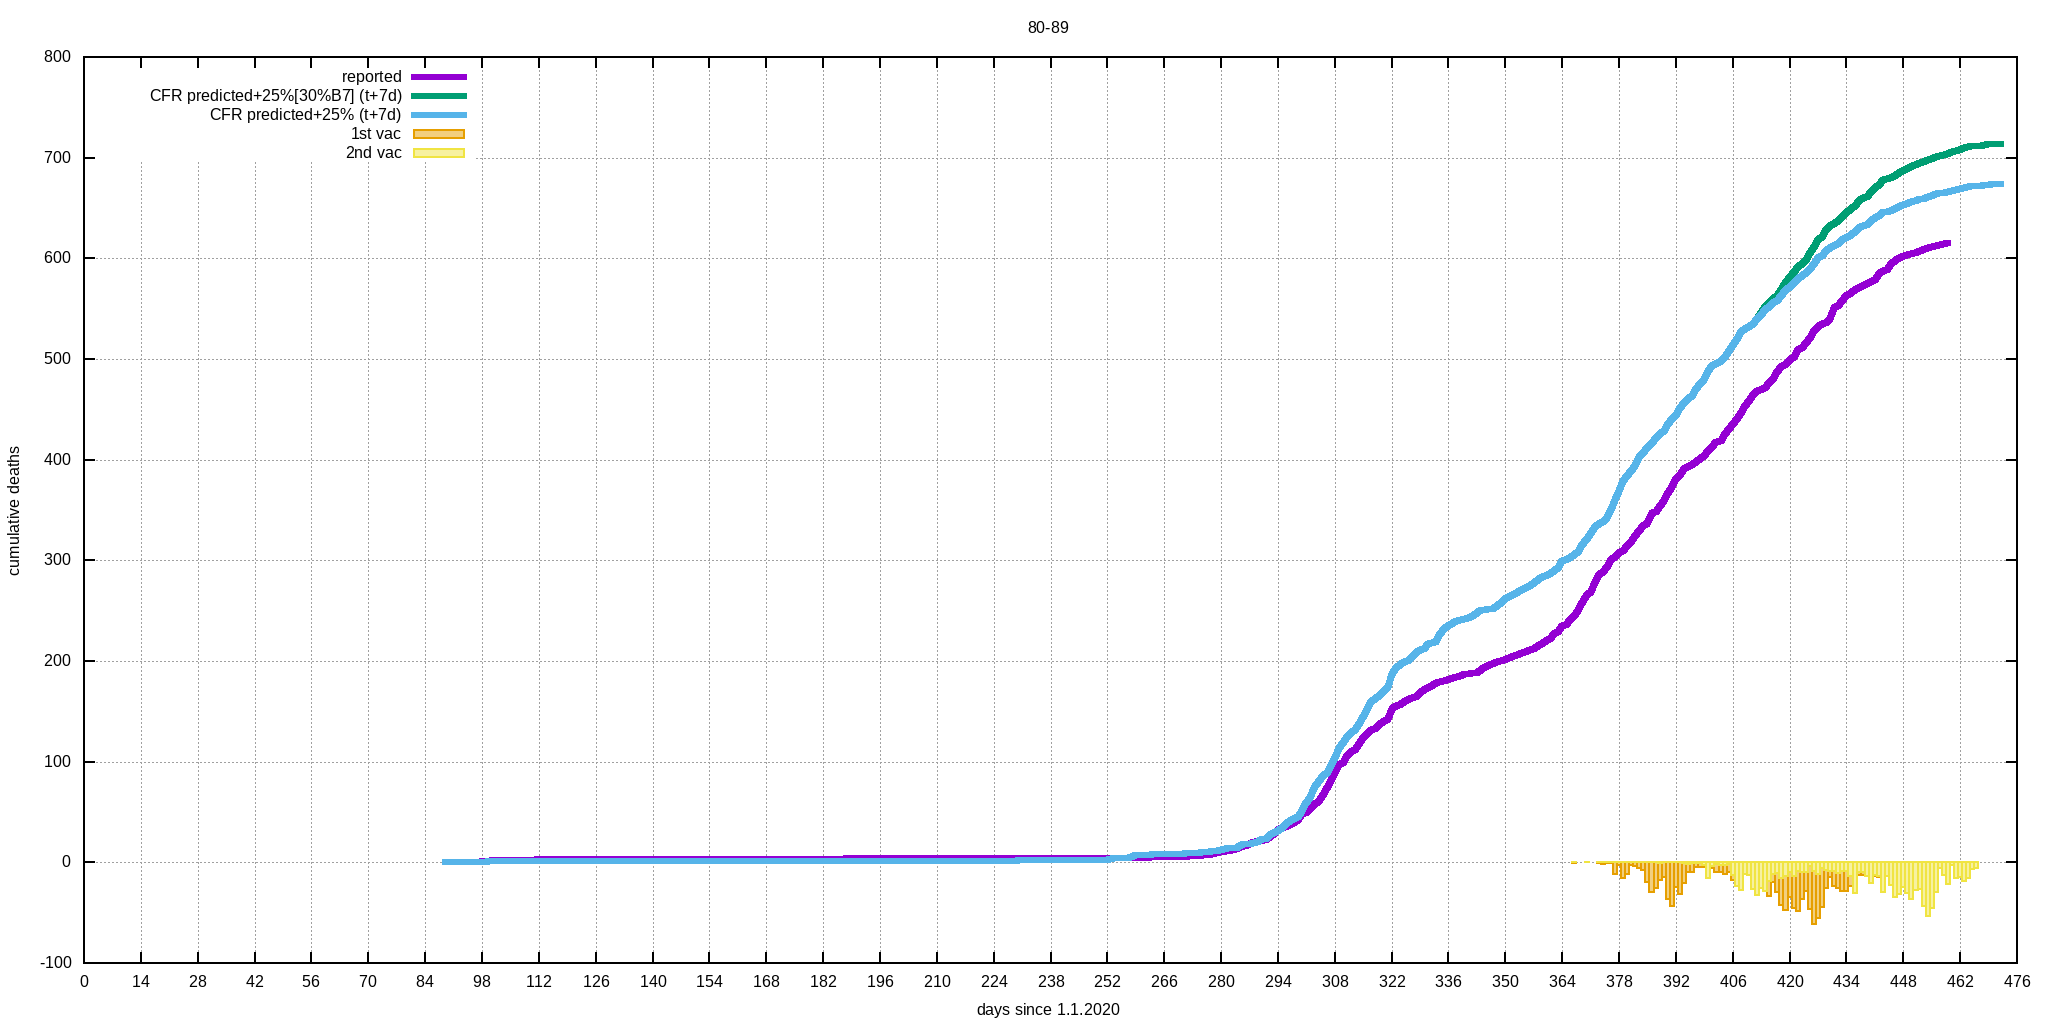 80-89
800
700
600
500
400
300
200
100
0
-100
cumulative deaths
reported
CFR predicted+25%[30%B7] (t+7d)
CFR predicted+25% (t+7d)
1st vac
2nd vac
0 14 28 42 56 70 84 98 112 126 140 154 168 182 196 210 224 238 252 266 280 294 308 322 336 350 364 378 392 406 420 434 448 462 476
days since 1.1.2020